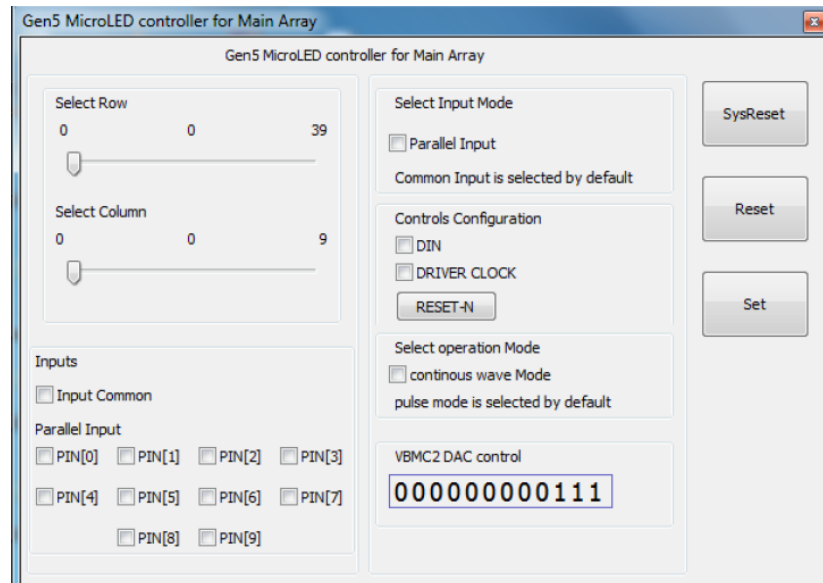 Gen5 MicroLED controller for Main Array
Gen5 MicroLED controller for Main Array
Select Row
0 0 39
Select Column
0 0 9
Inputs
Input Common
Parallel Input
PIN[0] PIN[1] PIN[2] PIN[3]
PIN[4] PIN[5] PIN[6] PIN[7]
PIN[8] PIN[9]
Select Input Mode
Parallel Input
Common Input is selected by default
Controls Configuration
DIN
DRIVER CLOCK
RESET-N
Select operation Mode
continous wave Mode
pulse mode is selected by default
VBMC2 DAC control
000000000111
SysReset
Reset
Set